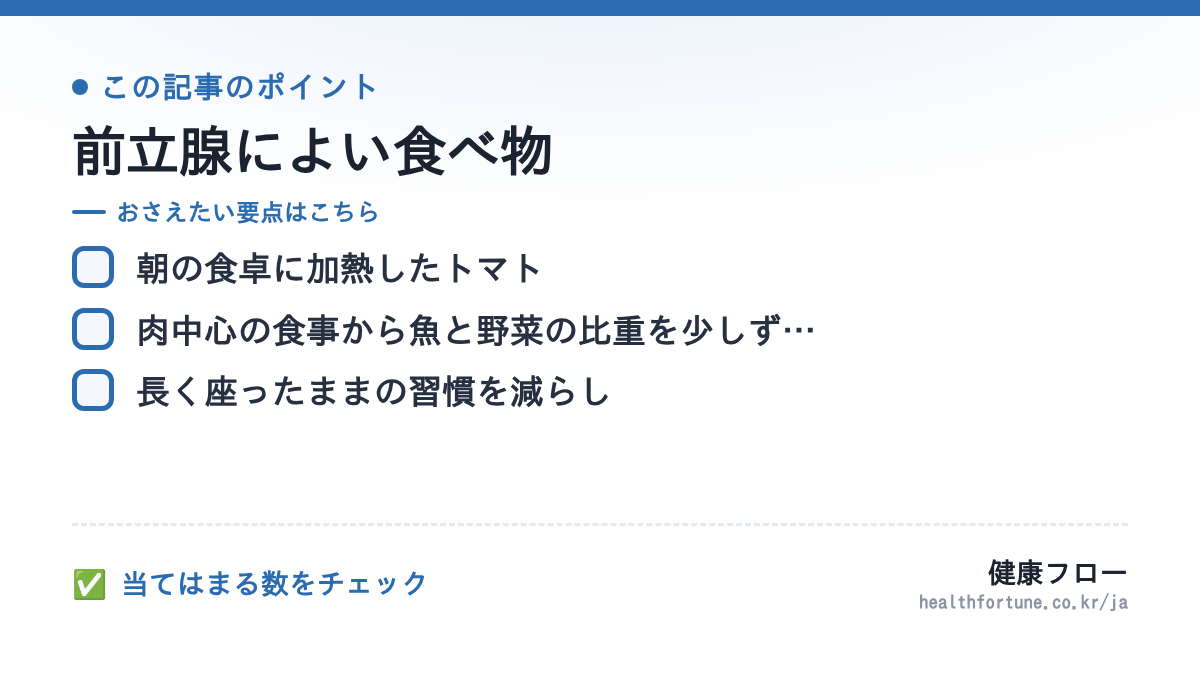 この記事のポイント
前立腺によい食べ物
おさえたい要点はこちら
朝の食卓に加熱したトマト
肉中心の食事から魚と野菜の比重を少しず…
長く座ったままの習慣を減らし
✅ 当てはまる数をチェック
健康フロー
healthfortune.co.kr/ja